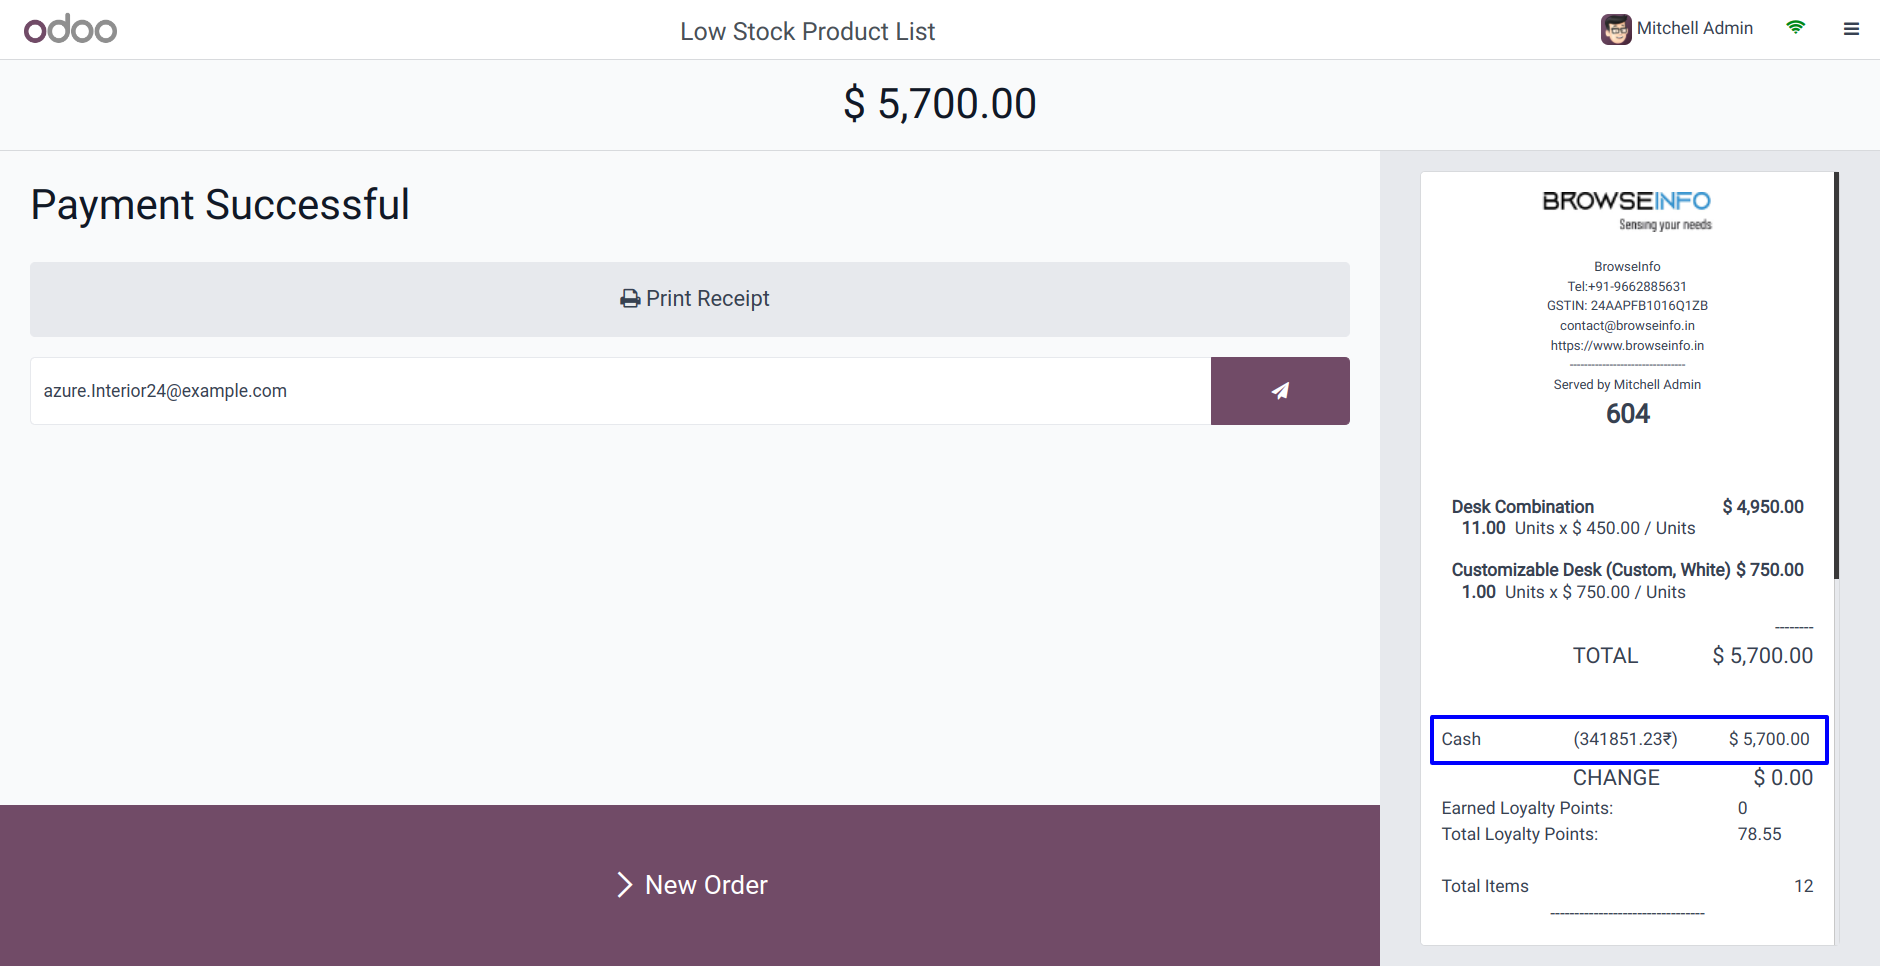 odoo
Low Stock Product List
Mitchell Admin
$ 5,700.00
Payment Successful
Print Receipt
azure.Interior24@example.com
New Order
BROWSEINFO
Sensing your needs
BrowseInfo
Tel:+91-9662885631
GSTIN: 24AAPFB1016Q1ZB
contact@browseinfo.in
https://www.browseinfo.in
--------------------------------
Served by Mitchell Admin
604
Desk Combination $ 4,950.00
11.00 Units x $ 450.00 / Units
Customizable Desk (Custom, White) $ 750.00
1.00 Units x $ 750.00 / Units
--------
TOTAL $ 5,700.00
Cash (341851.23₹) $ 5,700.00
CHANGE $ 0.00
Earned Loyalty Points: 0
Total Loyalty Points: 78.55
Total Items 12
--------------------------------